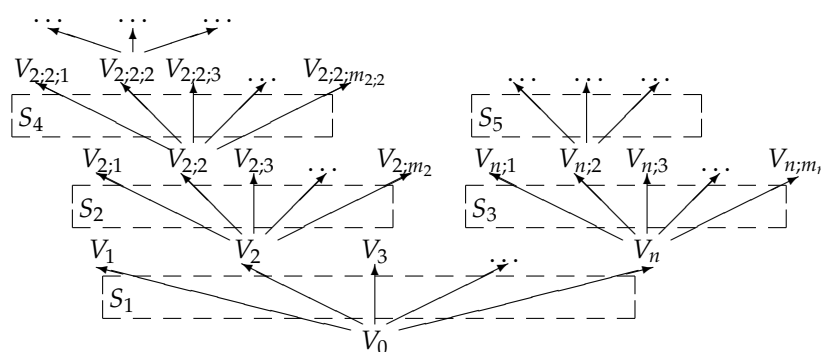 ... ... ...
V_{2;2;1} V_{2;2;2} V_{2;2;3} ... V_{2;2;m_{2;2}} ... ... ...
S_4 S_5
V_{2;1} V_{2;2} V_{2;3} ... V_{2;m_2} V_{n;1} V_{n;2} V_{n;3} ... V_{n;m_n}
S_2 S_3
V_1 V_2 V_3 ... V_n
S_1
V_0